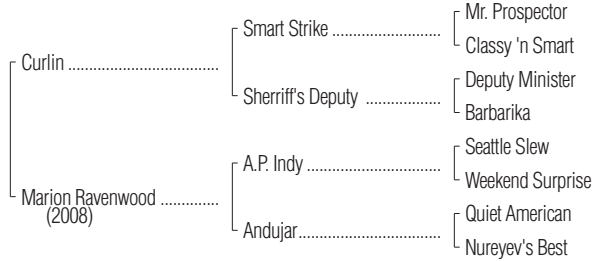 Mr. Prospector
Smart Strike ......................
Classy 'n Smart
Curlin ...................................
Deputy Minister
Sherriff's Deputy ...............
Barbarika
Seattle Slew
A.P. Indy ............................
Weekend Surprise
Marion Ravenwood .............
(2008)
Quiet American
Andujar..............................
Nureyev's Best